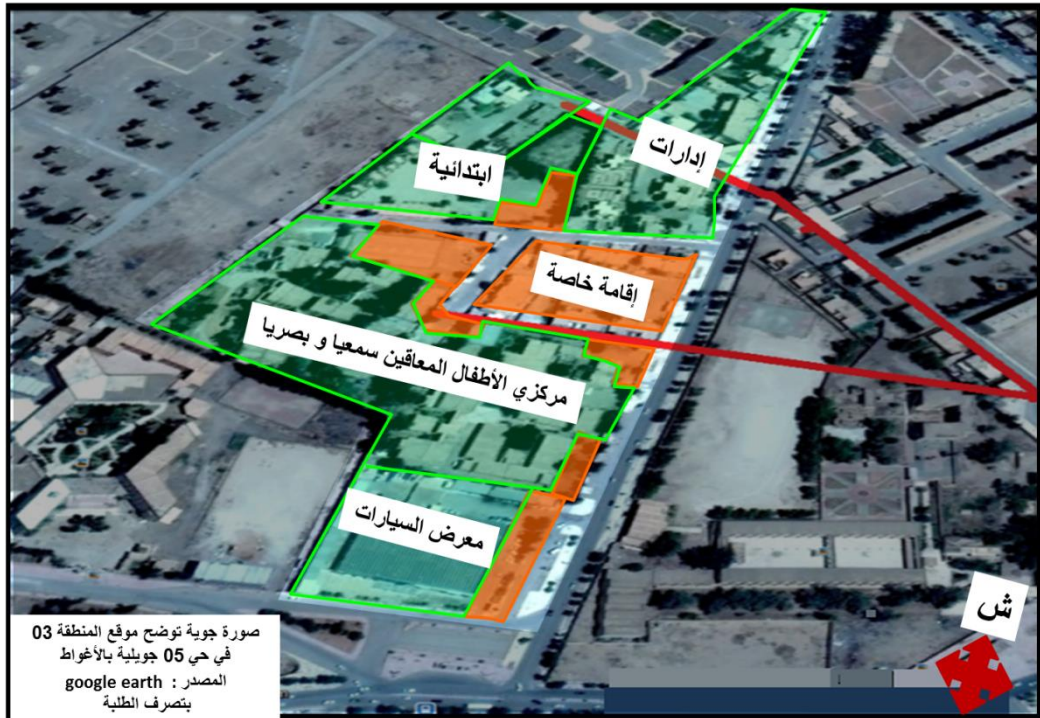 إدارات
ابتدائية
إقامة خاصة
مركزي الأطفال المعاقين سمعيا و بصريا
معرض السيارات
ش
صورة جوية توضح موقع المنطقة 03
في حي 05 جويلية بالأغواط
المصدر : google earth
بتصرف الطلبة